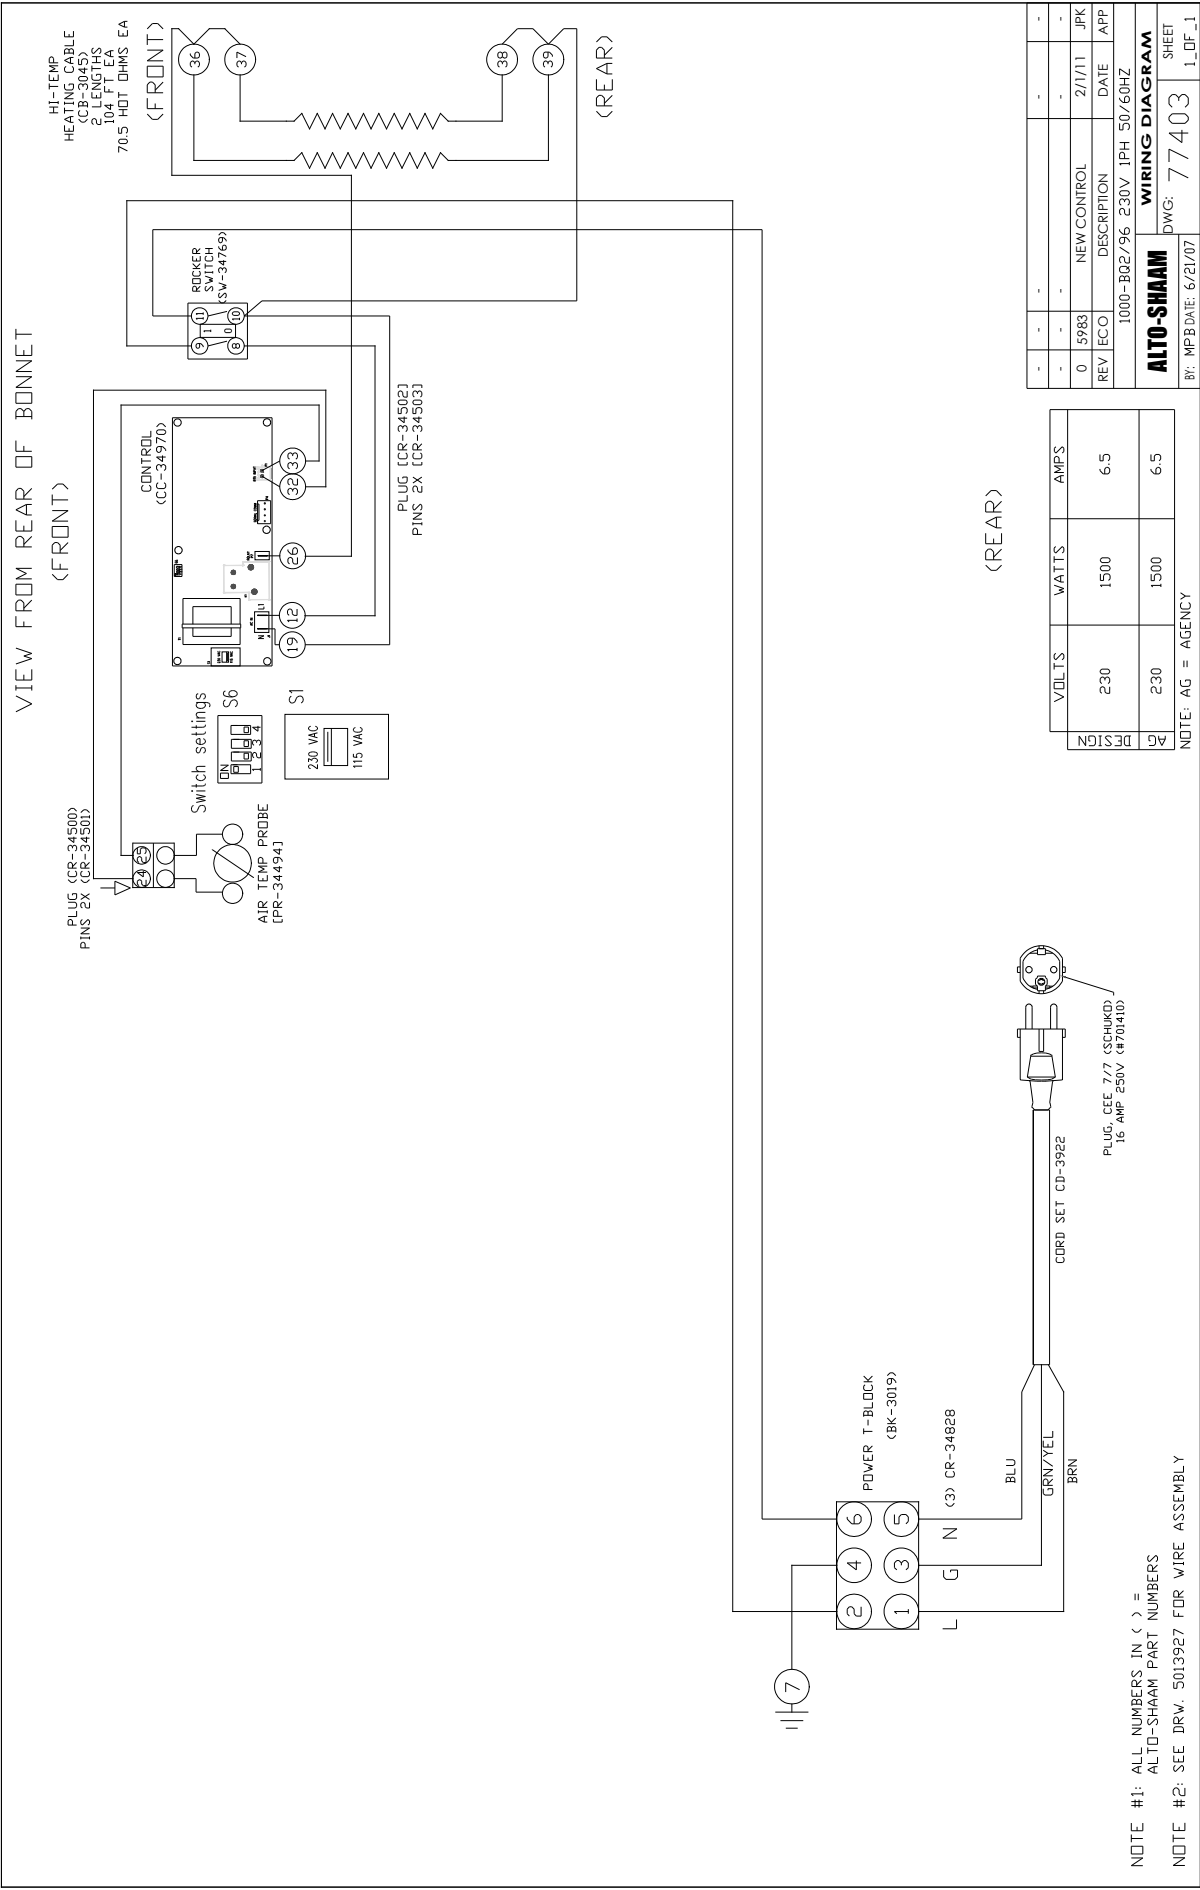 VIEW FROM REAR OF BONNET
(FRONT)
HI-TEMP
HEATING CABLE
(CB-3045)
2 LENGTHS
104 FT EA
70.5 HOT OHMS EA
(FRONT)
36
37
38
39
(REAR)
PLUG (CR-34500)
PINS 2X (CR-34501)
24 25
AIR TEMP PROBE
[PR-34494]
Switch settings
S6
ON
1 2 3 4
S1
230 VAC
115 VAC
CONTROL
(CC-34970)
N
L1
19
12
26
32
33
ROCKER
SWITCH
(SW-34769)
9
11
1
0
8
10
PLUG [CR-34502]
PINS 2X [CR-34503]
7
2 4 6
1 3 5
L G N
POWER T-BLOCK
(BK-3019)
(3) CR-34828
BLU
GRN/YEL
BRN
CORD SET CD-3922
PLUG, CEE 7/7 (SCHUKO)
16 AMP 250V (#701410)
(REAR)
VOLTS WATTS AMPS
DESIGN 230 1500 6.5
AG 230 1500 6.5
NOTE: AG = AGENCY
NOTE #1: ALL NUMBERS IN ( ) =
ALTO-SHAAM PART NUMBERS
NOTE #2: SEE DRW. 5013927 FOR WIRE ASSEMBLY
- - - - -
- - - - -
0 5983 NEW CONTROL 2/1/11 JPK
REV ECO DESCRIPTION DATE APP
1000-BQ2/96 230V 1PH 50/60HZ
ALTO-SHAAM
WIRING DIAGRAM
BY: MPB DATE: 6/21/07
DWG: 77403
SHEET
1_OF_1